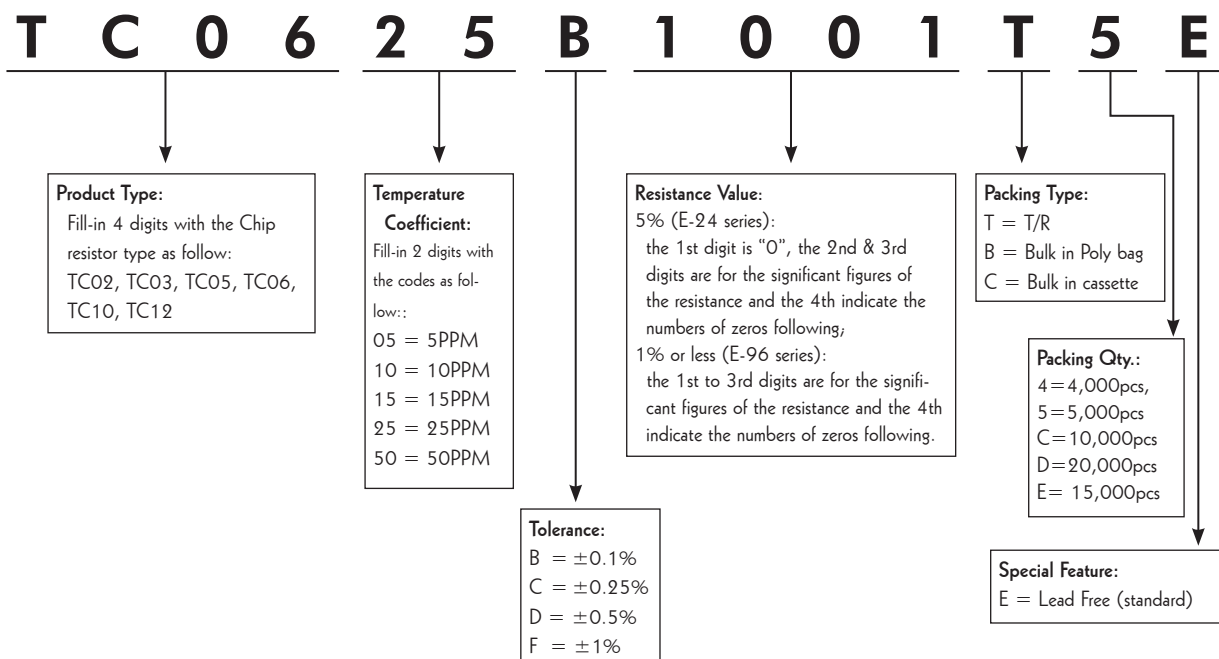 T C 0 6 2 5 B 1 0 0 1 T 5 E
Product Type:
Fill-in 4 digits with the Chip
resistor type as follow:
TC02, TC03, TC05, TC06,
TC10, TC12
Temperature
Coefficient:
Fill-in 2 digits with
the codes as fol-
low::
05 = 5PPM
10 = 10PPM
15 = 15PPM
25 = 25PPM
50 = 50PPM
Tolerance:
B = ±0.1%
C = ±0.25%
D = ±0.5%
F = ±1%
Resistance Value:
5% (E-24 series):
the 1st digit is “0”, the 2nd & 3rd
digits are for the significant figures of
the resistance and the 4th indicate the
numbers of zeros following;
1% or less (E-96 series):
the 1st to 3rd digits are for the signifi-
cant figures of the resistance and the 4th
indicate the numbers of zeros following.
Packing Type:
T = T/R
B = Bulk in Poly bag
C = Bulk in cassette
Packing Qty.:
4=4,000pcs,
5=5,000pcs
C=10,000pcs
D=20,000pcs
E= 15,000pcs
Special Feature:
E = Lead Free (standard)